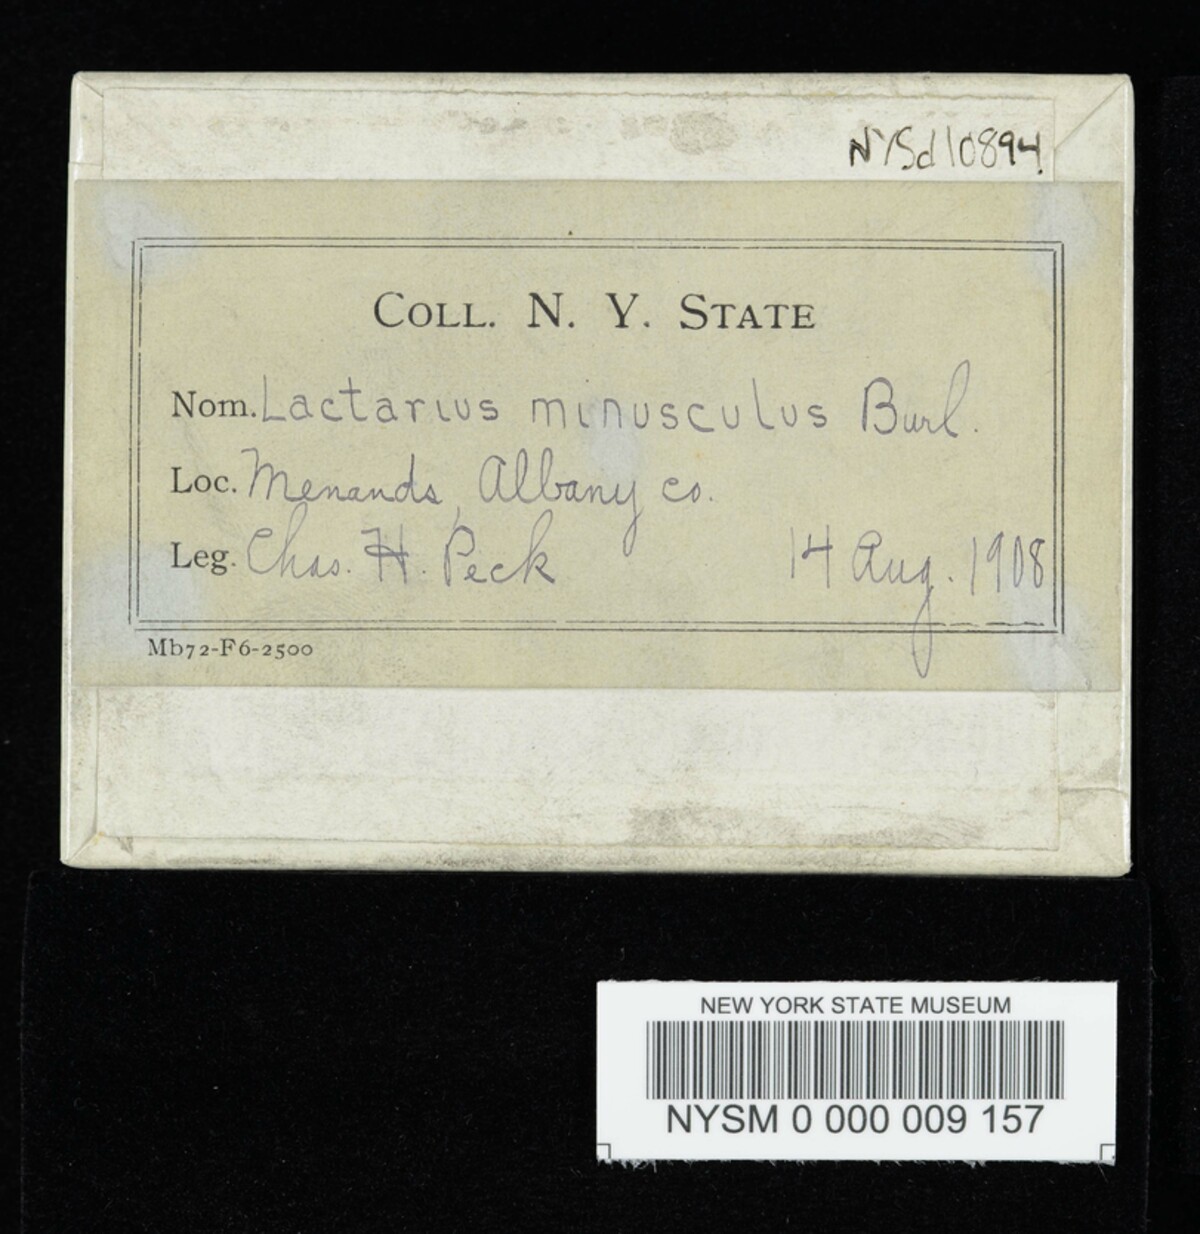 NYSd10894
COLL. N. Y. STATE
Nom. Lactarius minusculus Burl.
Loc. Menands, Albany co.
Leg. Chas. H. Peck 14 Aug. 1908
Mb72-F6-2500
NEW YORK STATE MUSEUM
NYSM 0 000 009 157